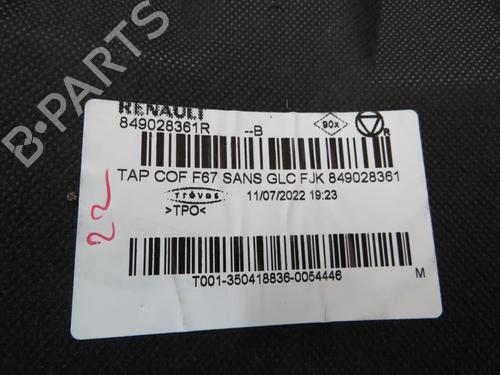 RENAULT
849028361R --B
90x
R
TAP COF F67 SANS GLC FJK 849028361
11/07/2022 19:23
>TPO<
22
T001-350418836-0054446 M
B-PARTS